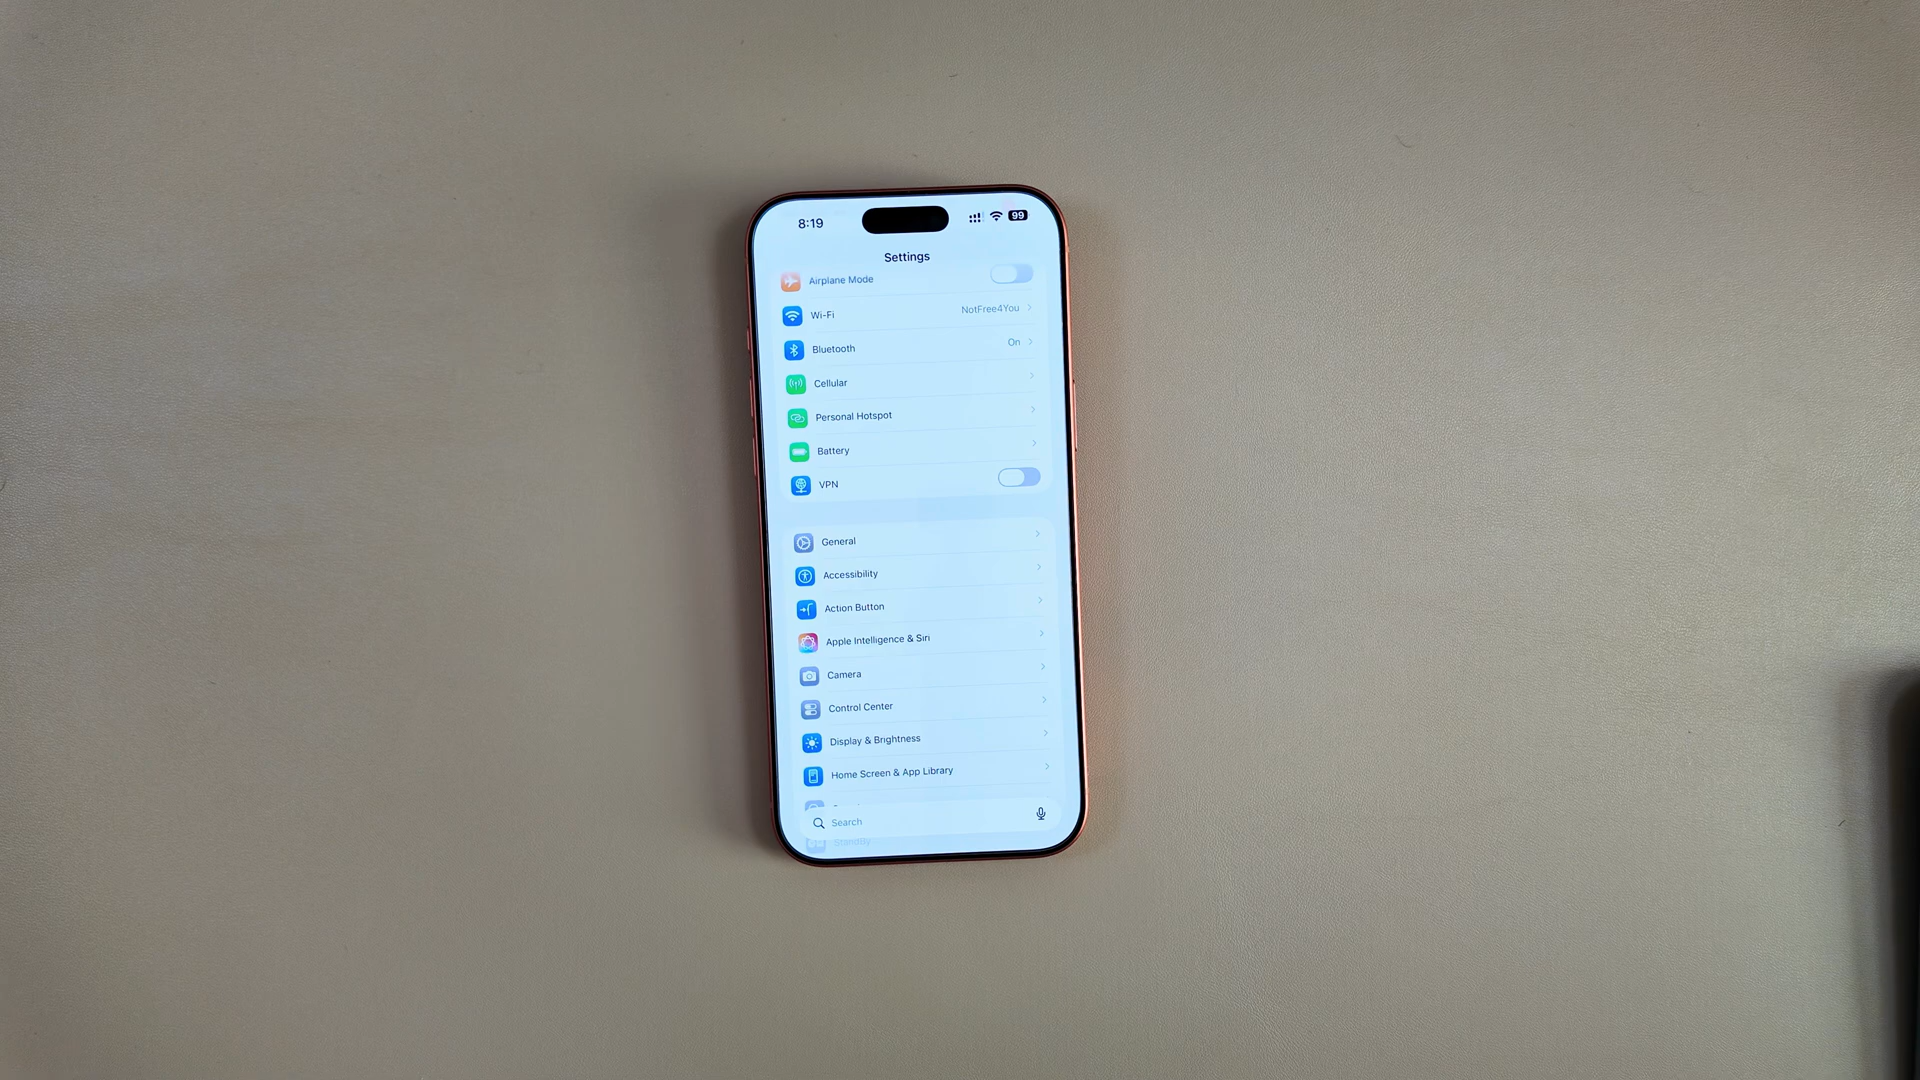 8:19
99
Settings
Airplane Mode
Wi-Fi NotFree4You
Bluetooth On
Cellular
Personal Hotspot
Battery
VPN
General
Accessibility
Action Button
Apple Intelligence & Siri
Camera
Control Center
Display & Brightness
Home Screen & App Library
Search
StandBy